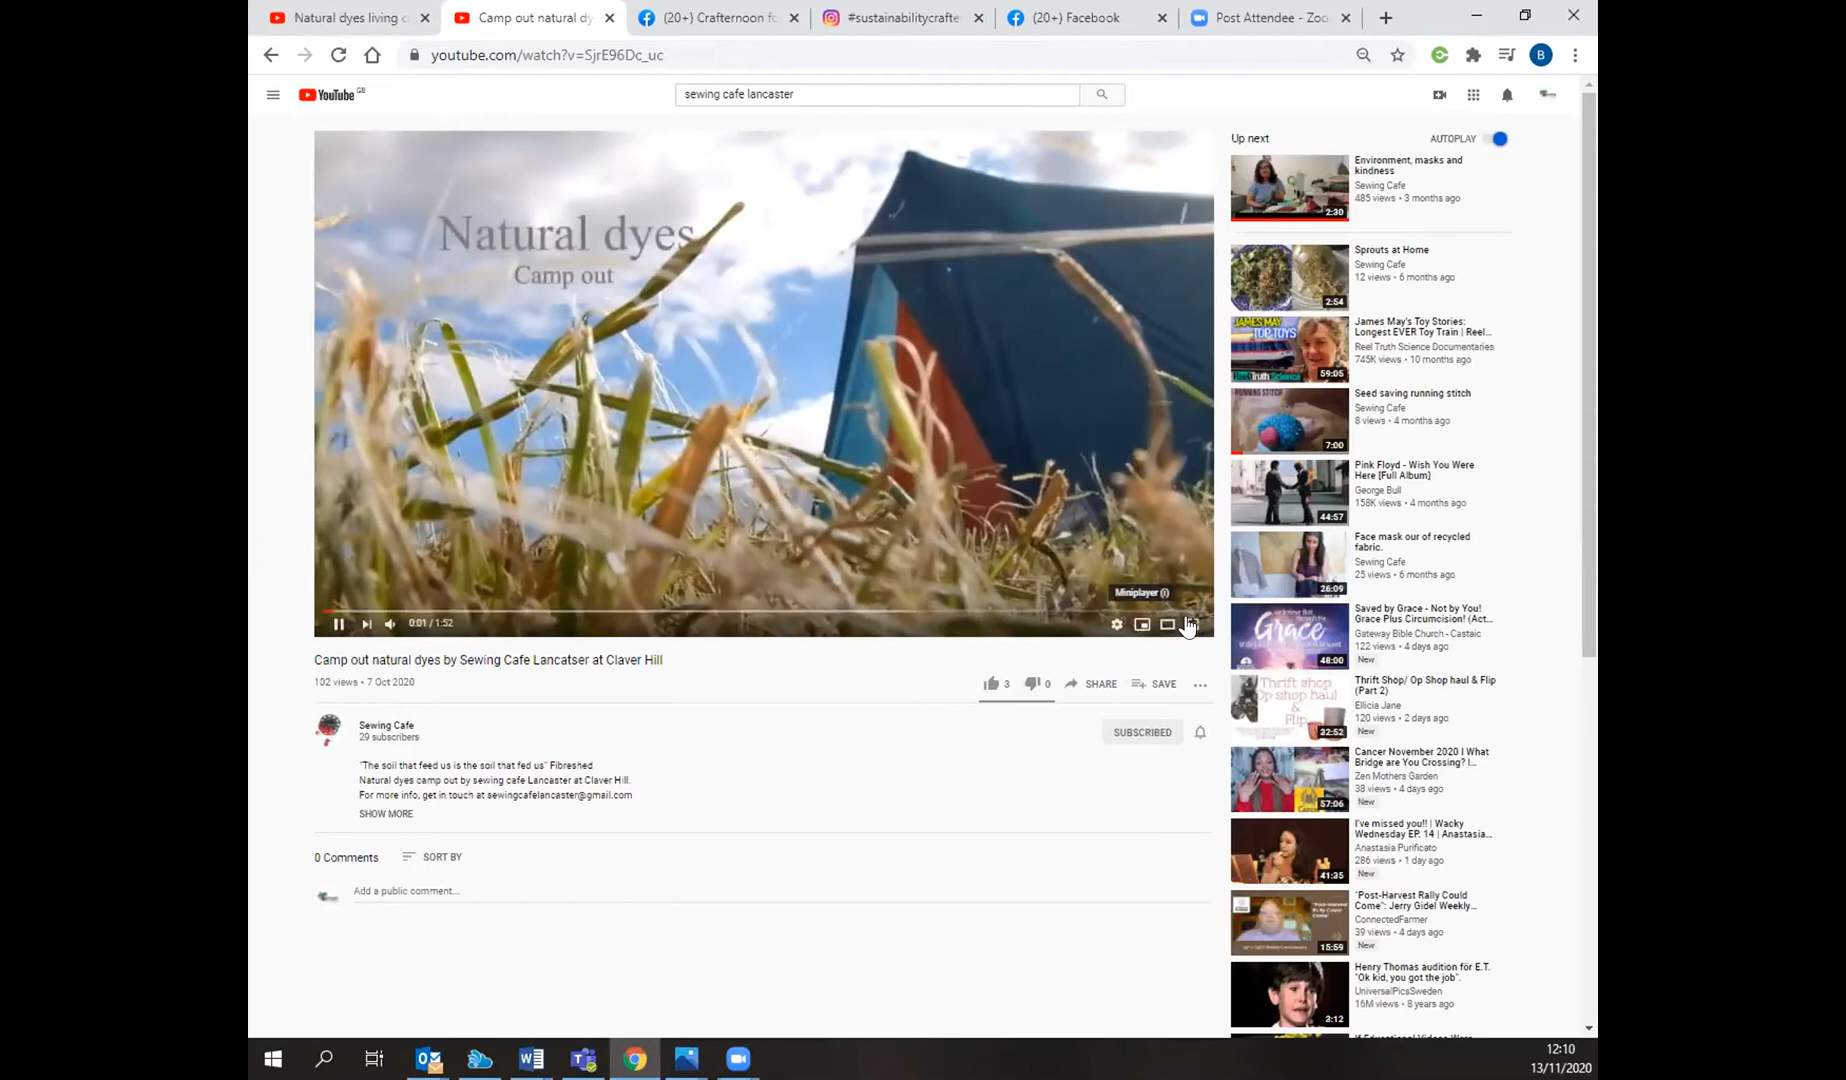 Natural dyes living c
Camp out natural dy
(20+) Crafternoon fo
#sustainabilitycrafte
(20+) Facebook
Post Attendee - Zoo
youtube.com/watch?v=SjrE96Dc_uc
B
YouTube GB
sewing cafe lancaster
Natural dyes
Camp out
Miniplayer (i)
0:01 / 1:52
Camp out natural dyes by Sewing Cafe Lancatser at Claver Hill
102 views • 7 Oct 2020
3
0
SHARE
SAVE
Sewing Cafe
29 subscribers
SUBSCRIBED
"The soil that feed us is the soil that fed us" Fibreshed
Natural dyes camp out by sewing cafe Lancaster at Claver Hill.
For more info, get in touch at sewingcafelancaster@gmail.com
SHOW MORE
0 Comments
SORT BY
Add a public comment...
Up next
AUTOPLAY
Environment, masks and
kindness
Sewing Cafe
485 views • 3 months ago
2:30
Sprouts at Home
Sewing Cafe
12 views • 6 months ago
2:54
JAMES MAY'S
TOP TOYS
James May's Toy Stories:
Longest EVER Toy Train | Reel...
Reel Truth Science Documentaries
745K views • 10 months ago
59:05
RUNNING STITCH
Seed saving running stitch
Sewing Cafe
8 views • 4 months ago
7:00
Pink Floyd - Wish You Were
Here [Full Album]
George Bull
158K views • 4 months ago
44:57
Face mask our of recycled
fabric.
Sewing Cafe
25 views • 6 months ago
26:09
Grace
Saved by Grace - Not by You!
Grace Plus Circumcision! (Act...
Gateway Bible Church - Castaic
122 views • 4 days ago
New
48:00
Thrift shop
Op shop haul
& Flip
Thrift Shop/ Op Shop haul & Flip
(Part 2)
Ellicia Jane
120 views • 2 days ago
New
32:52
Cancer November 2020 I What
Bridge are You Crossing? I...
Zen Mothers Garden
38 views • 4 days ago
New
57:06
I've missed you!! | Wacky
Wednesday EP. 14 | Anastasia...
Anastasia Purificato
286 views • 1 day ago
New
41:35
"Post-Harvest Rally Could
Come": Jerry Gidel Weekly...
ConnectedFarmer
39 views • 4 days ago
New
15:59
Henry Thomas audition för E.T.
"Ok kid, you got the job".
UniversalPicsSweden
16M views • 8 years ago
3:12
12:10
13/11/2020